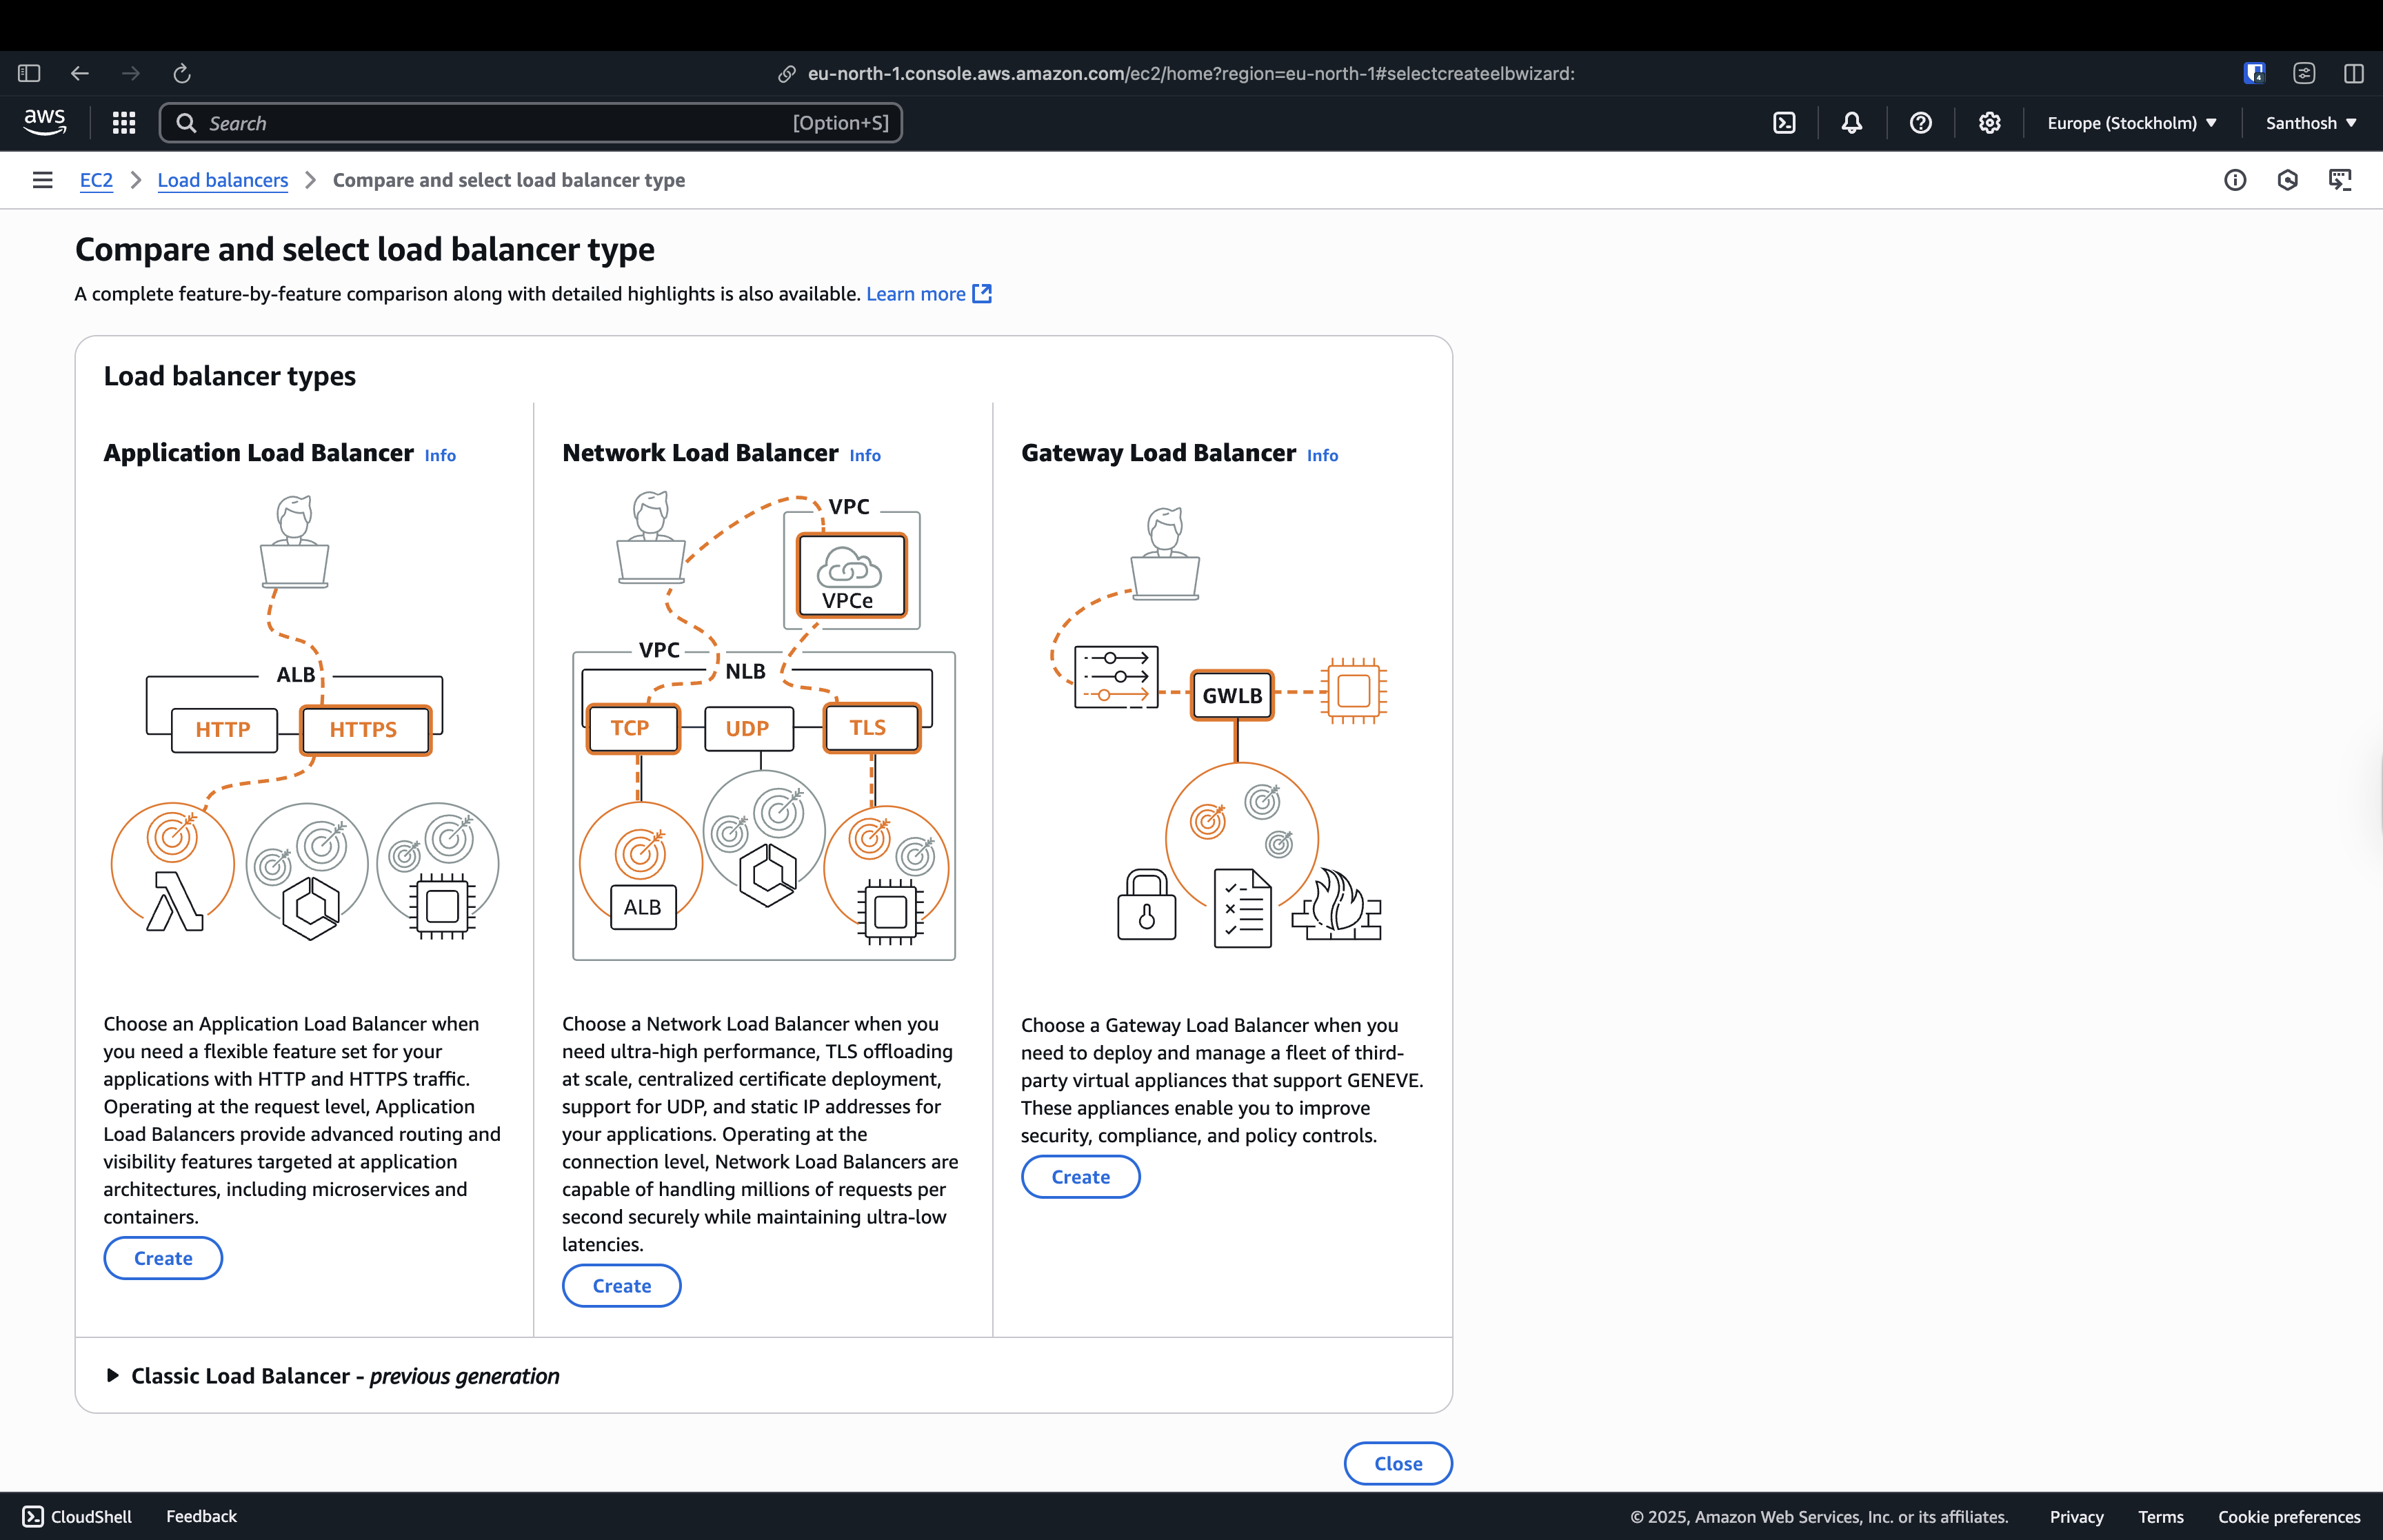 eu-north-1.console.aws.amazon.com/ec2/home?region=eu-north-1#selectcreateelbwizard:
4
aws
Search
[Option+S]
Europe (Stockholm)
Santhosh
EC2
Load balancers
Compare and select load balancer type
Compare and select load balancer type
A complete feature-by-feature comparison along with detailed highlights is also available. Learn more
Load balancer types
Application Load Balancer Info
ALB
HTTP
HTTPS
Choose an Application Load Balancer when
you need a flexible feature set for your
applications with HTTP and HTTPS traffic.
Operating at the request level, Application
Load Balancers provide advanced routing and
visibility features targeted at application
architectures, including microservices and
containers.
Create
Network Load Balancer Info
VPC
VPCe
VPC
NLB
TCP
UDP
TLS
ALB
Choose a Network Load Balancer when you
need ultra-high performance, TLS offloading
at scale, centralized certificate deployment,
support for UDP, and static IP addresses for
your applications. Operating at the
connection level, Network Load Balancers are
capable of handling millions of requests per
second securely while maintaining ultra-low
latencies.
Create
Gateway Load Balancer Info
GWLB
Choose a Gateway Load Balancer when you
need to deploy and manage a fleet of third-
party virtual appliances that support GENEVE.
These appliances enable you to improve
security, compliance, and policy controls.
Create
Classic Load Balancer - previous generation
Close
CloudShell
Feedback
© 2025, Amazon Web Services, Inc. or its affiliates.
Privacy
Terms
Cookie preferences